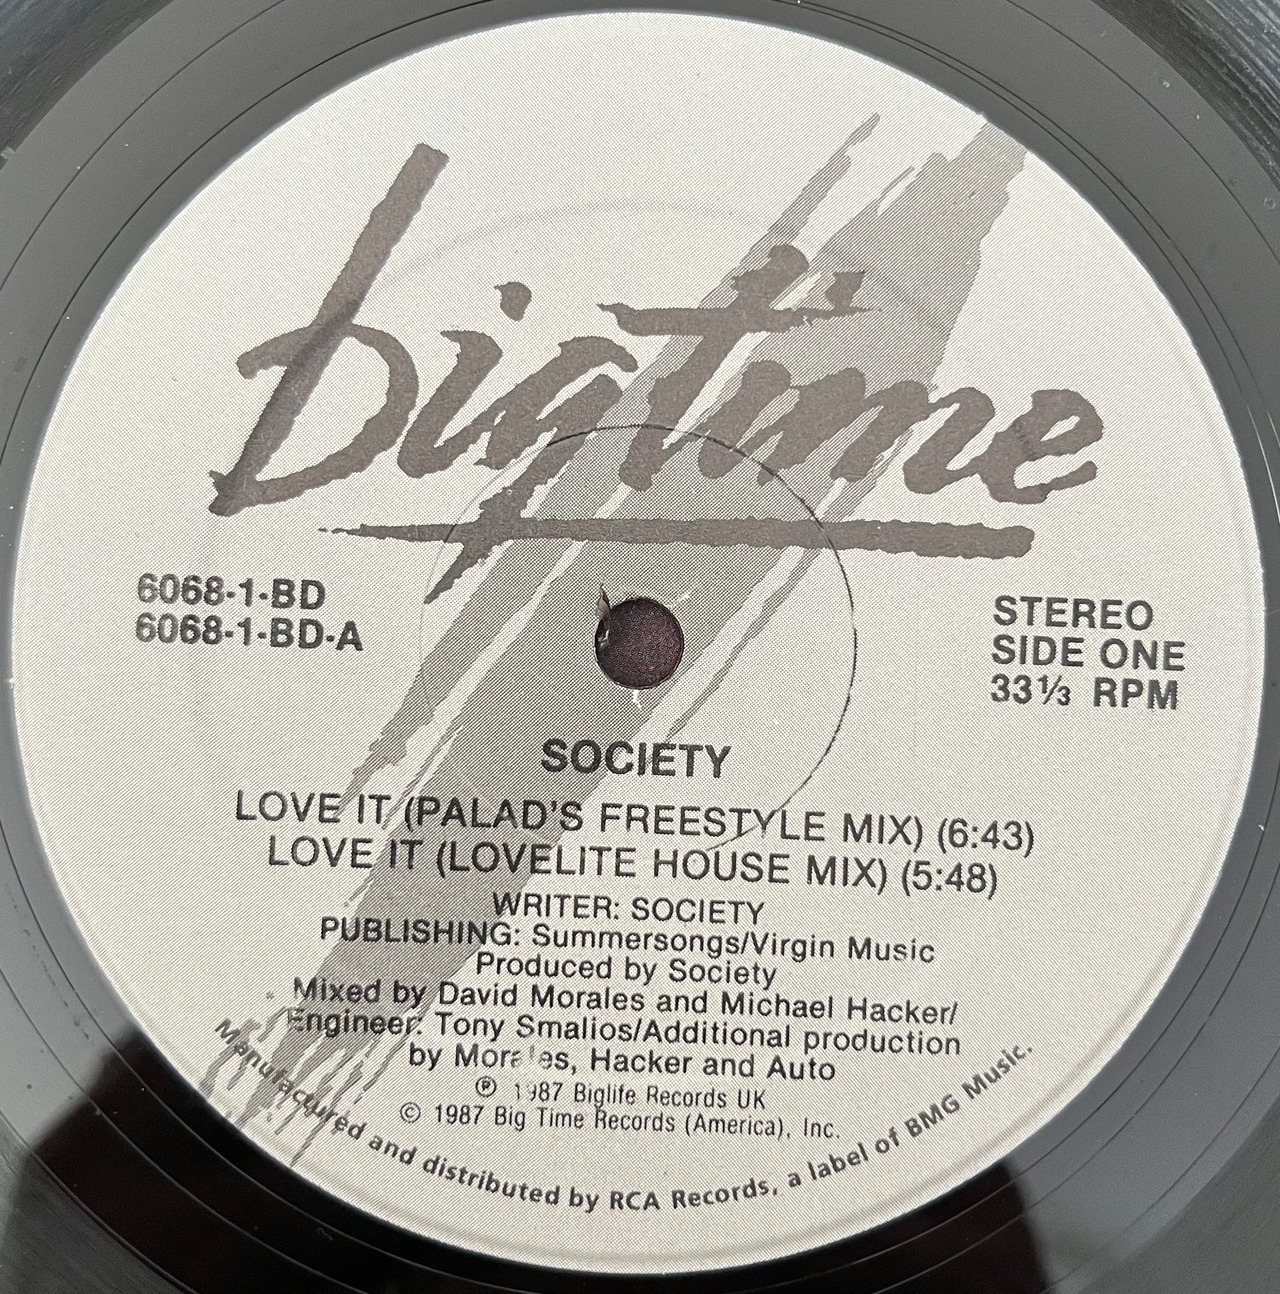 bigtime
6068-1-BD
6068-1-BD-A
STEREO
SIDE ONE
33⅓ RPM
SOCIETY
LOVE IT (PALAD'S FREESTYLE MIX) (6:43)
LOVE IT (LOVELITE HOUSE MIX) (5:48)
WRITER: SOCIETY
PUBLISHING: Summersongs/Virgin Music
Produced by Society
Mixed by David Morales and Michael Hacker/
Engineer: Tony Smalios/Additional production
by Morales, Hacker and Auto
℗ 1987 Biglife Records UK
© 1987 Big Time Records (America), Inc.
Manufactured and distributed by RCA Records, a label of BMG Music.